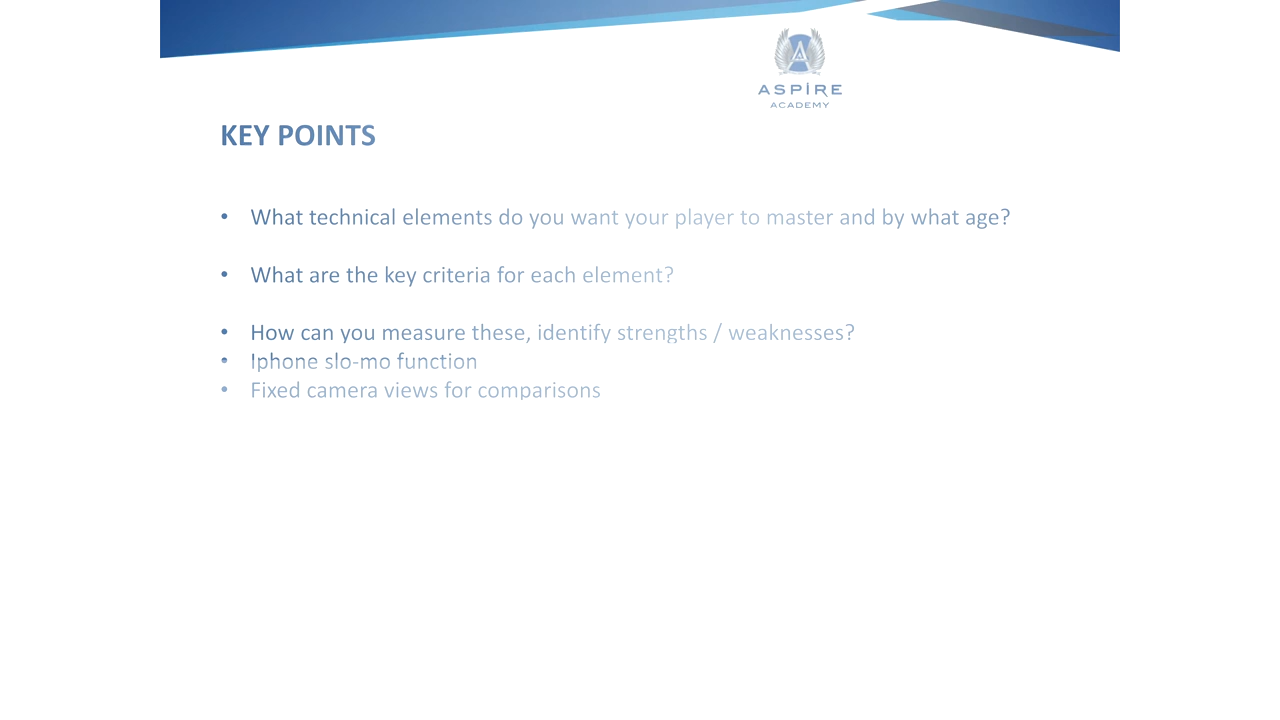 ASPIRE
ACADEMY
KEY POINTS
• What technical elements do you want your player to master and by what age?
• What are the key criteria for each element?
• How can you measure these, identify strengths / weaknesses?
• Iphone slo-mo function
• Fixed camera views for comparisons